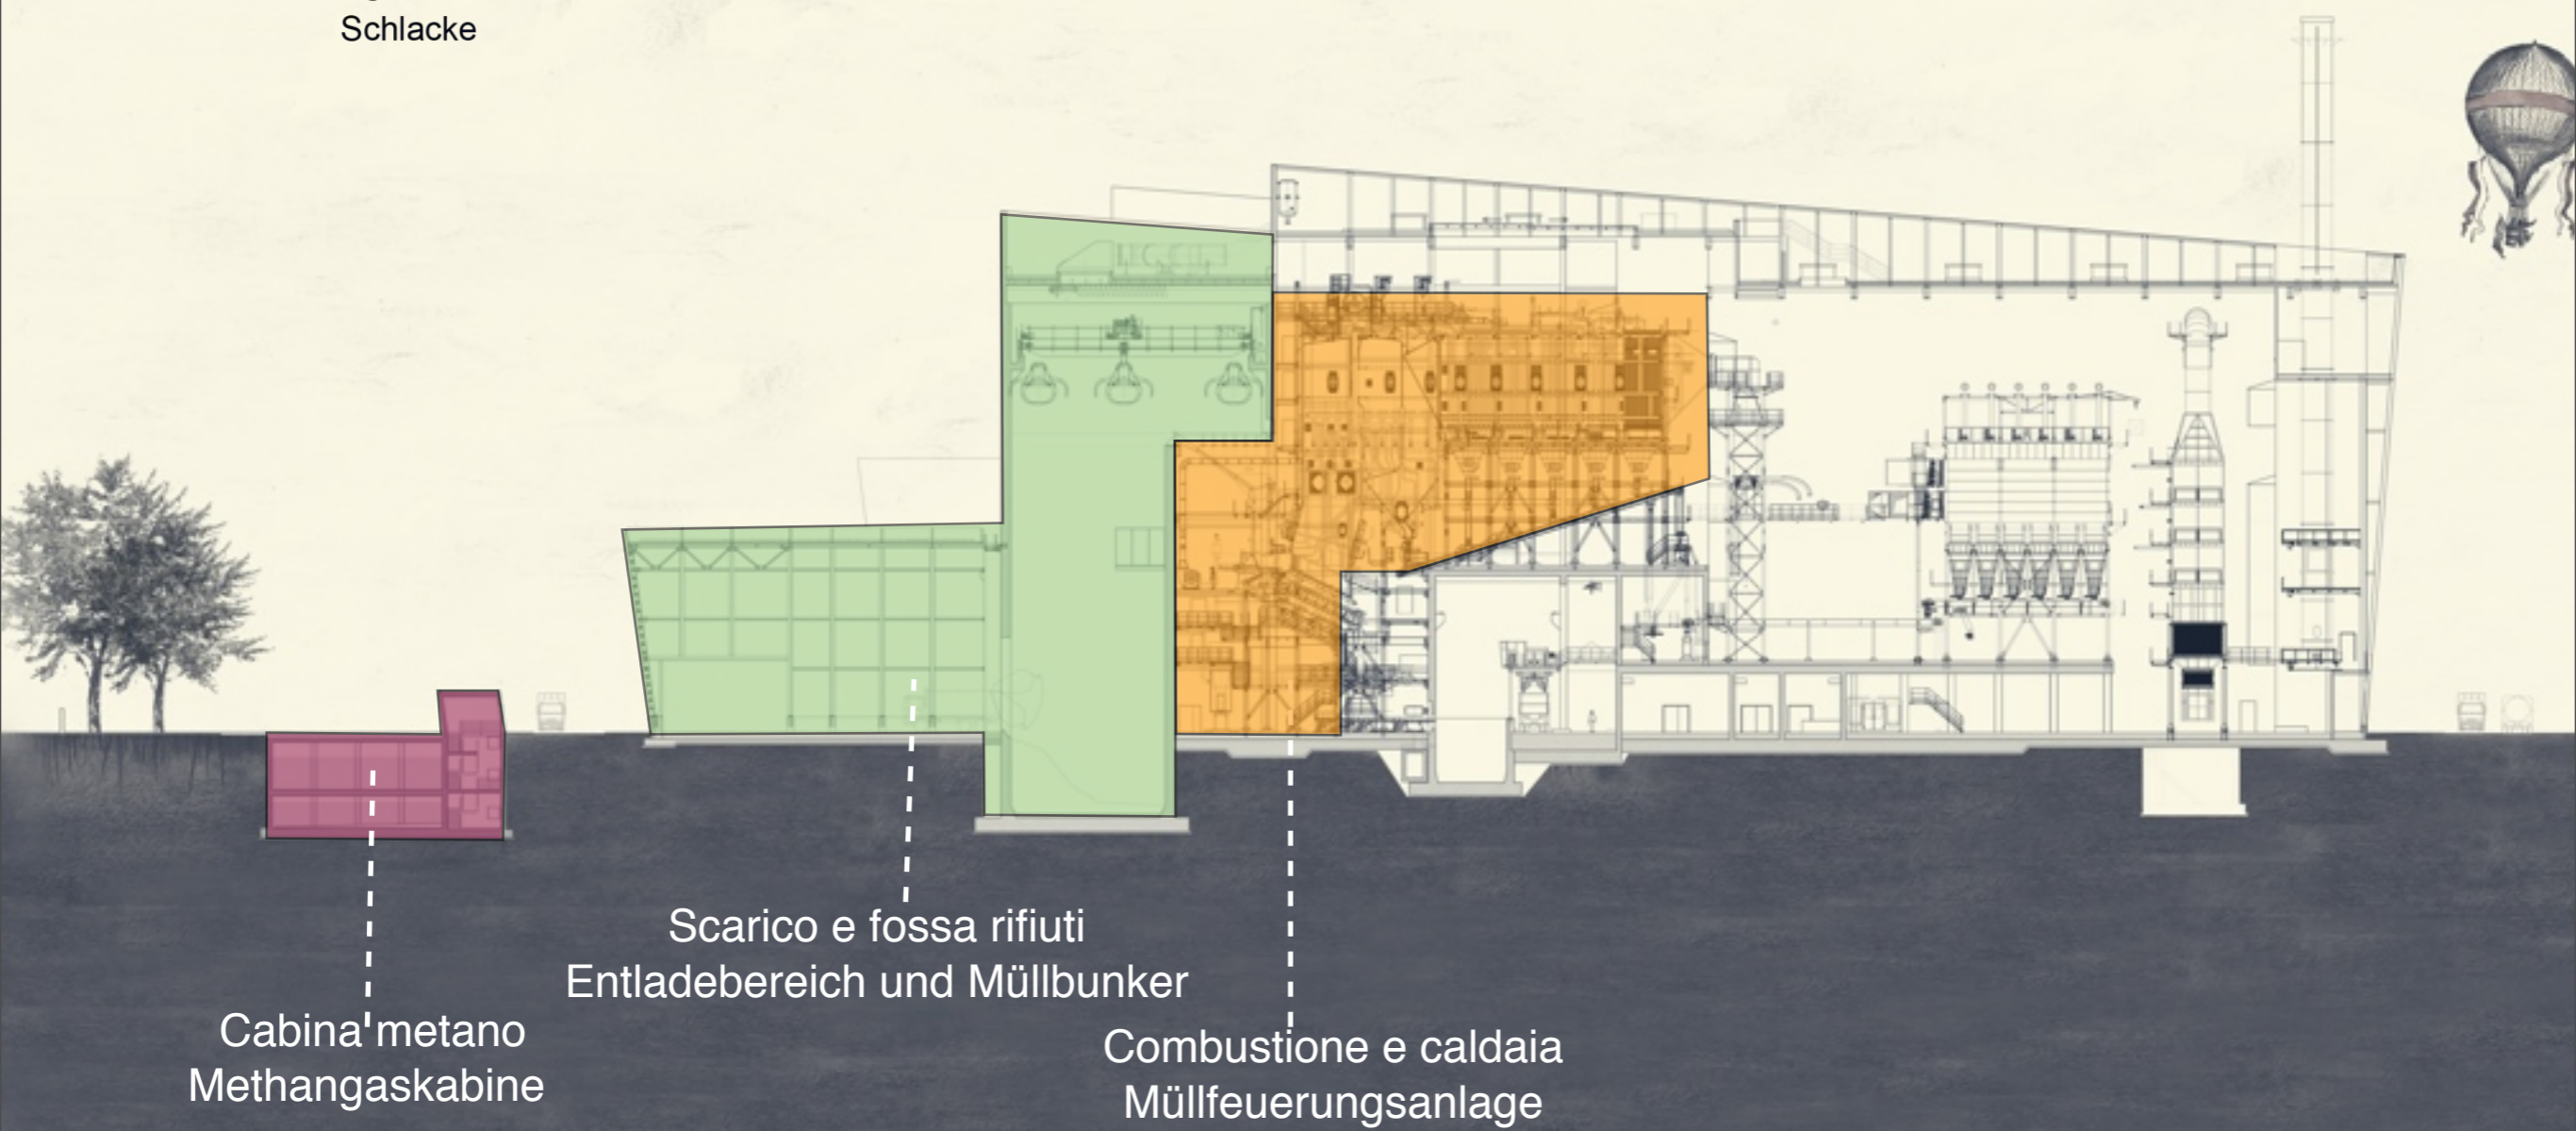 Schlacke
Scarico e fossa rifiuti
Entladebereich und Müllbunker
Cabina metano
Methangaskabine
Combustione e caldaia
Müllfeuerungsanlage